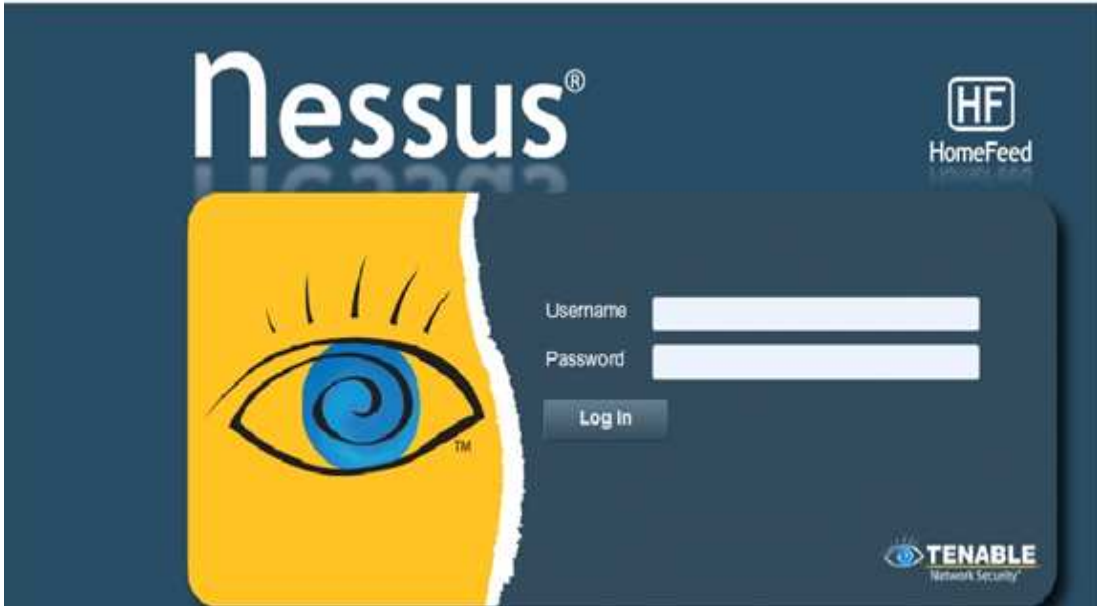 nessus®
HF
HomeFeed
Username
Password
Log In
TM
TENABLE
Network Security®